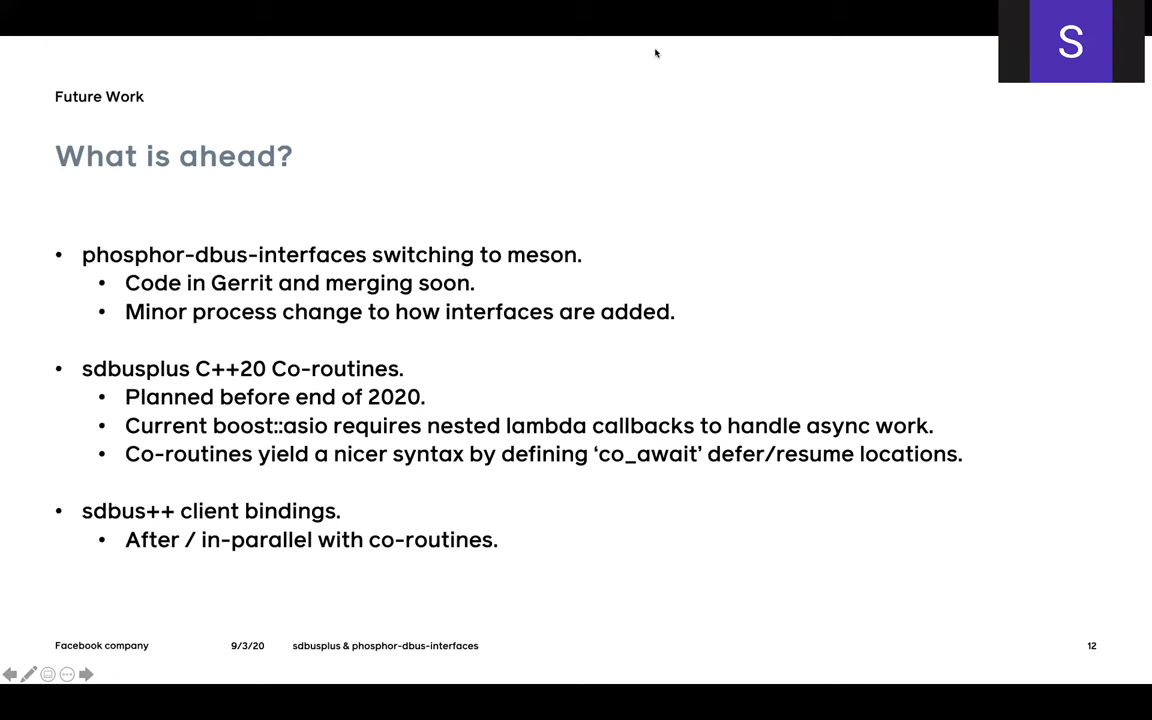 S
Future Work
What is ahead?
• phosphor-dbus-interfaces switching to meson.
• Code in Gerrit and merging soon.
• Minor process change to how interfaces are added.
• sdbusplus C++20 Co-routines.
• Planned before end of 2020.
• Current boost::asio requires nested lambda callbacks to handle async work.
• Co-routines yield a nicer syntax by defining ‘co_await’ defer/resume locations.
• sdbus++ client bindings.
• After / in-parallel with co-routines.
Facebook company 9/3/20 sdbusplus & phosphor-dbus-interfaces 12